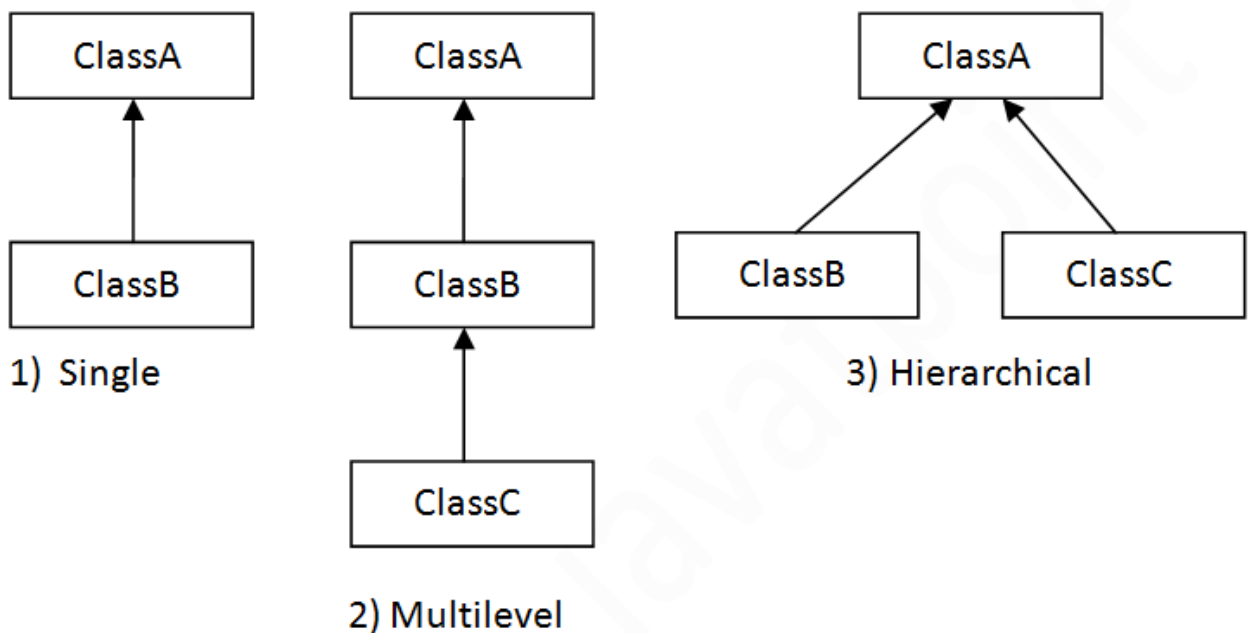 ClassA
ClassB
1) Single
ClassA
ClassB
ClassC
2) Multilevel
ClassA
ClassB
ClassC
3) Hierarchical